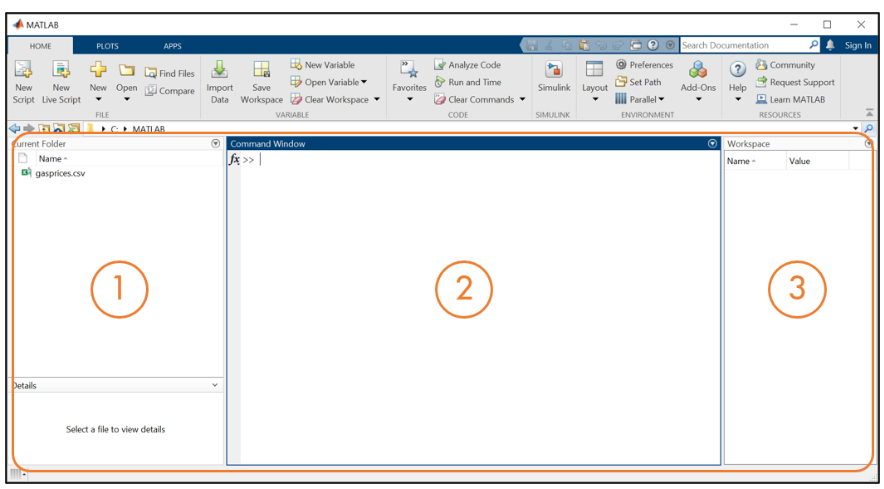 MATLAB
HOME PLOTS APPS Search Documentation Sign In
New Script
New Live Script
New
Open
Find Files
Compare
Import Data
Save Workspace
New Variable
Open Variable
Clear Workspace
Favorites
Analyze Code
Run and Time
Clear Commands
Simulink
Layout
Preferences
Set Path
Parallel
Add-Ons
Help
Community
Request Support
Learn MATLAB
FILE VARIABLE CODE SIMULINK ENVIRONMENT RESOURCES
C: MATLAB
Current Folder
Name
gasprices.csv
1
Details
Select a file to view details
Command Window
fx >>
2
Workspace
Name Value
3